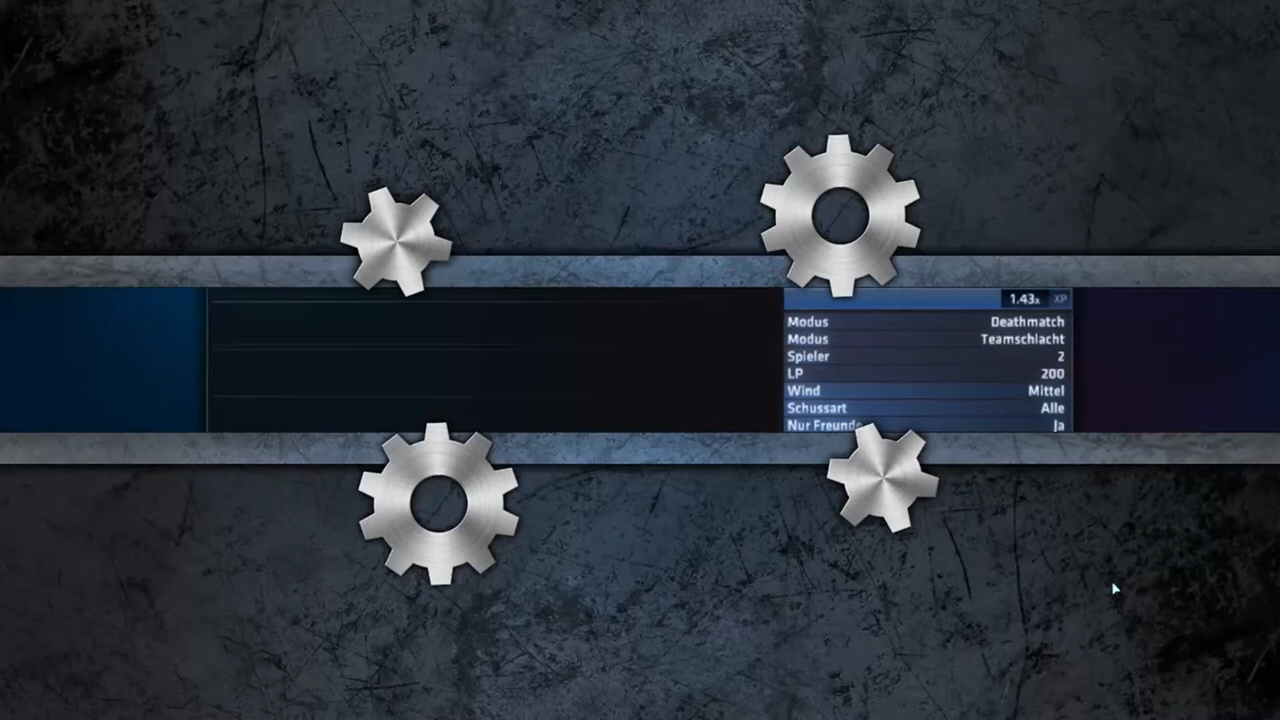 1.43x XP
Modus Deathmatch
Modus Teamschlacht
Spieler 2
LP 200
Wind Mittel
Schussart Alle
Nur Freunde Ja